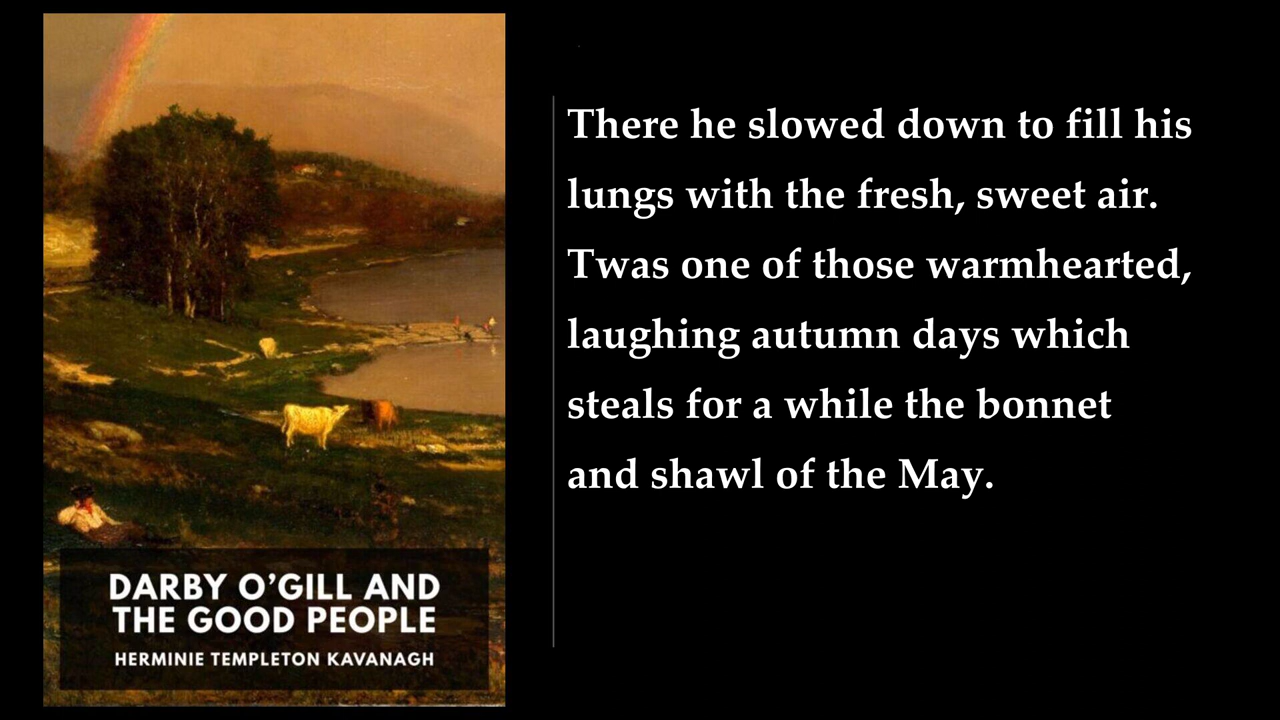 There he slowed down to fill his
lungs with the fresh, sweet air.
Twas one of those warmhearted,
laughing autumn days which
steals for a while the bonnet
and shawl of the May.
DARBY O’GILL AND
THE GOOD PEOPLE
HERMINIE TEMPLETON KAVANAGH